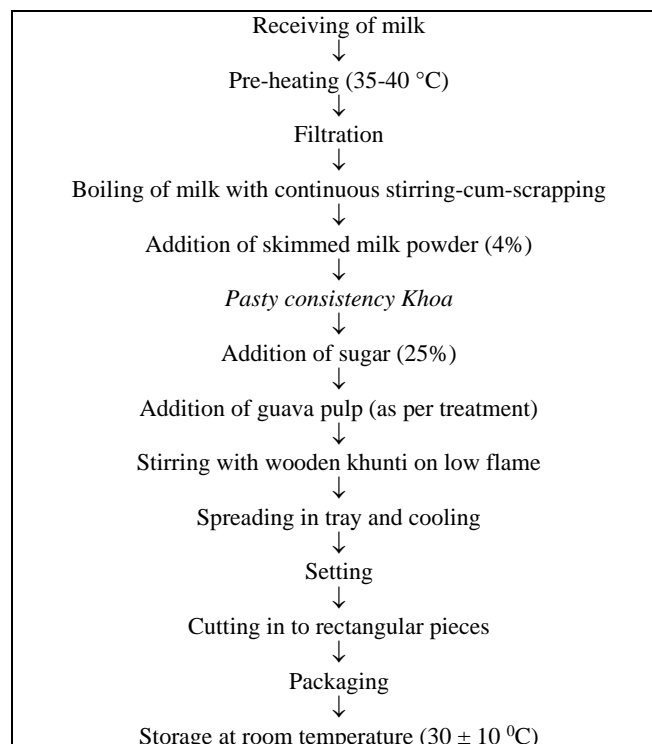 Receiving of milk
↓
Pre-heating (35-40 °C)
↓
Filtration
↓
Boiling of milk with continuous stirring-cum-scrapping
↓
Addition of skimmed milk powder (4%)
↓
Pasty consistency Khoa
↓
Addition of sugar (25%)
↓
Addition of guava pulp (as per treatment)
↓
Stirring with wooden khunti on low flame
↓
Spreading in tray and cooling
↓
Setting
↓
Cutting in to rectangular pieces
↓
Packaging
↓
Storage at room temperature (30 ± 10 ⁰C)